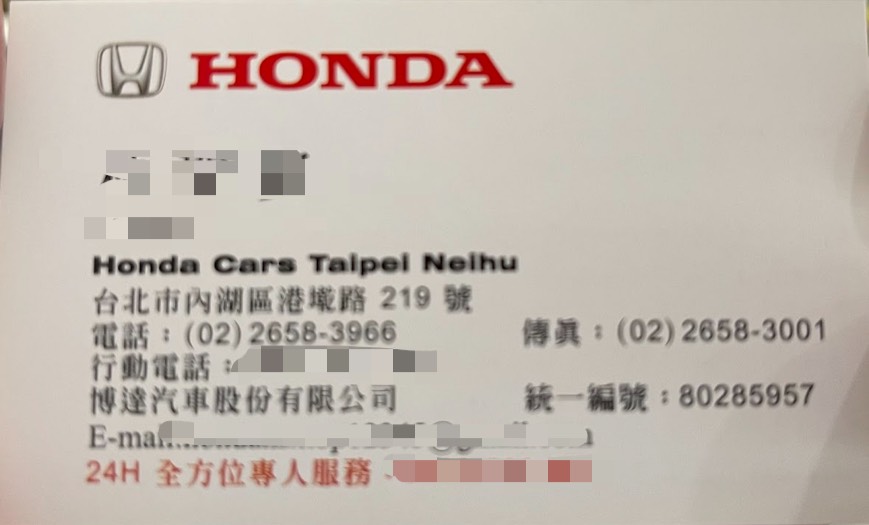 HONDA
Honda Cars Taipei Neihu
台北市內湖區港墘路 219 號
電話：(02) 2658-3966 傳真：(02) 2658-3001
行動電話：
博達汽車股份有限公司 統一編號：80285957
E-mail:
24H 全方位專人服務